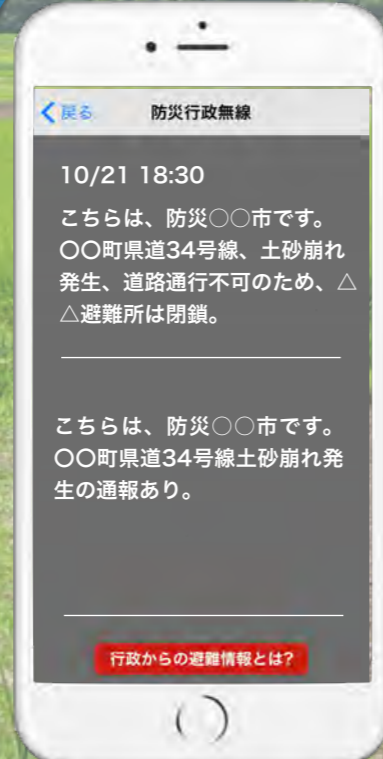 戻る 防災行政無線
10/21 18:30
こちらは、防災○○市です。
〇〇町県道34号線、土砂崩れ
発生、道路通行不可のため、△
△避難所は閉鎖。
こちらは、防災○○市です。
〇〇町県道34号線土砂崩れ発
生の通報あり。
行政からの避難情報とは?